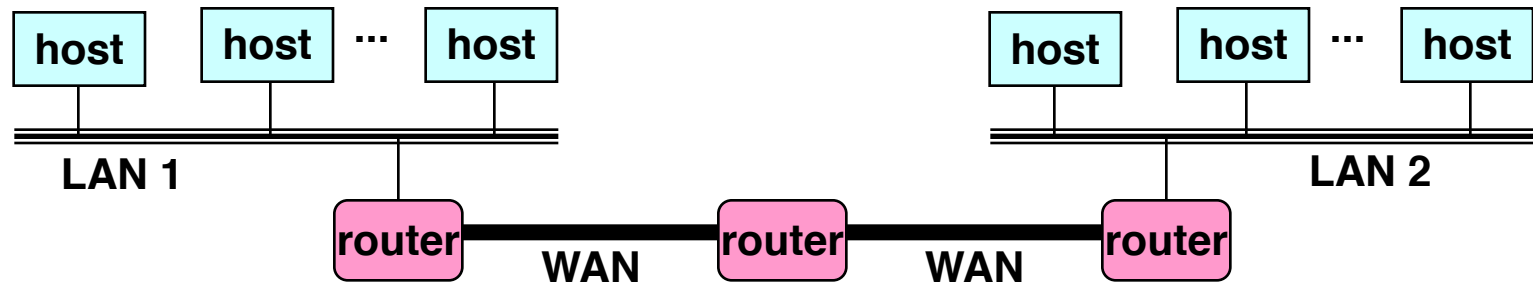 host host ... host host host ... host
LAN 1 LAN 2
router router router
WAN WAN